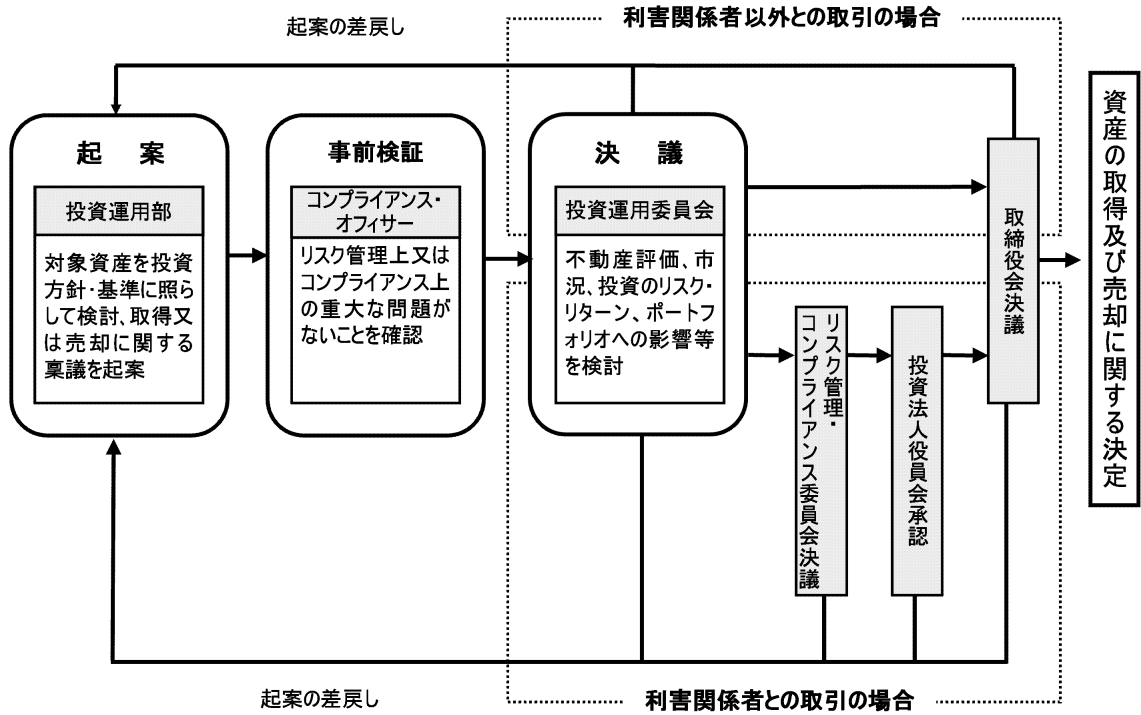 起案の差戻し
利害関係者以外との取引の場合
起　案
投資運用部
対象資産を投資
方針・基準に照ら
して検討、取得又
は売却に関する
稟議を起案
事前検証
コンプライアンス・
オフィサー
リスク管理上又は
コンプライアンス上
の重大な問題が
ないことを確認
決　議
投資運用委員会
不動産評価、市
況、投資のリスク・
リターン、ポートフ
ォリオへの影響等
を検討
リスク管理・
コンプライアンス委員会決議
投資法人役員会承認
取締役会決議
資産の取得及び売却に関する決定
起案の差戻し
利害関係者との取引の場合